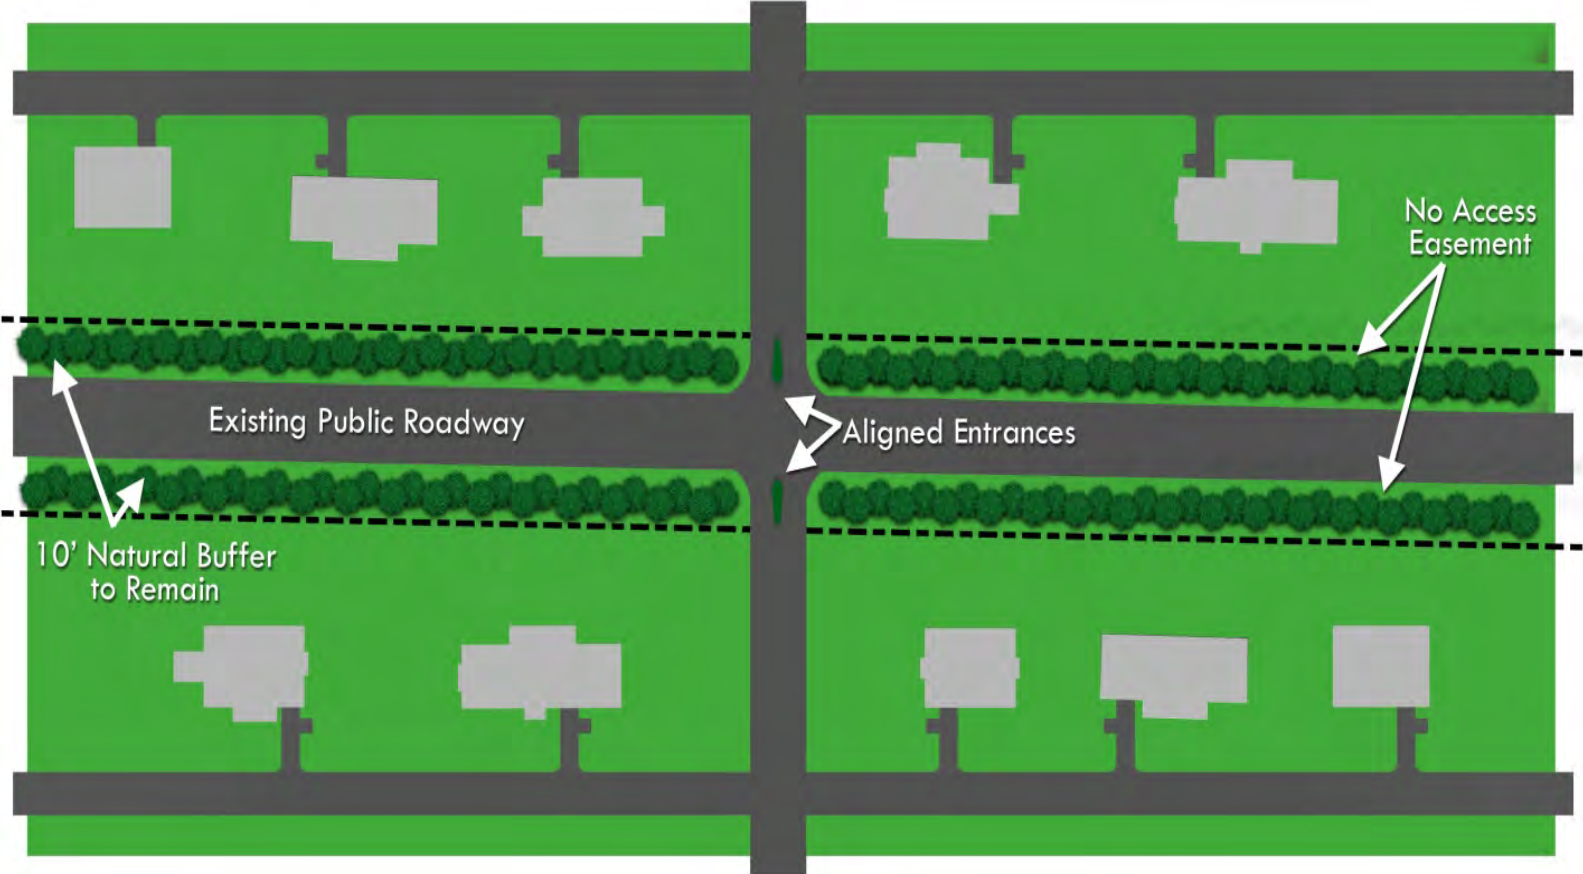 No Access
Easement
Existing Public Roadway
Aligned Entrances
10’ Natural Buffer
to Remain